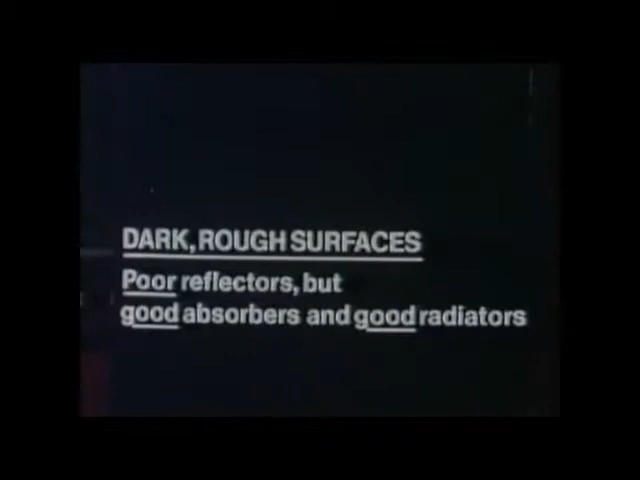 DARK, ROUGH SURFACES
Poor reflectors, but
good absorbers and good radiators